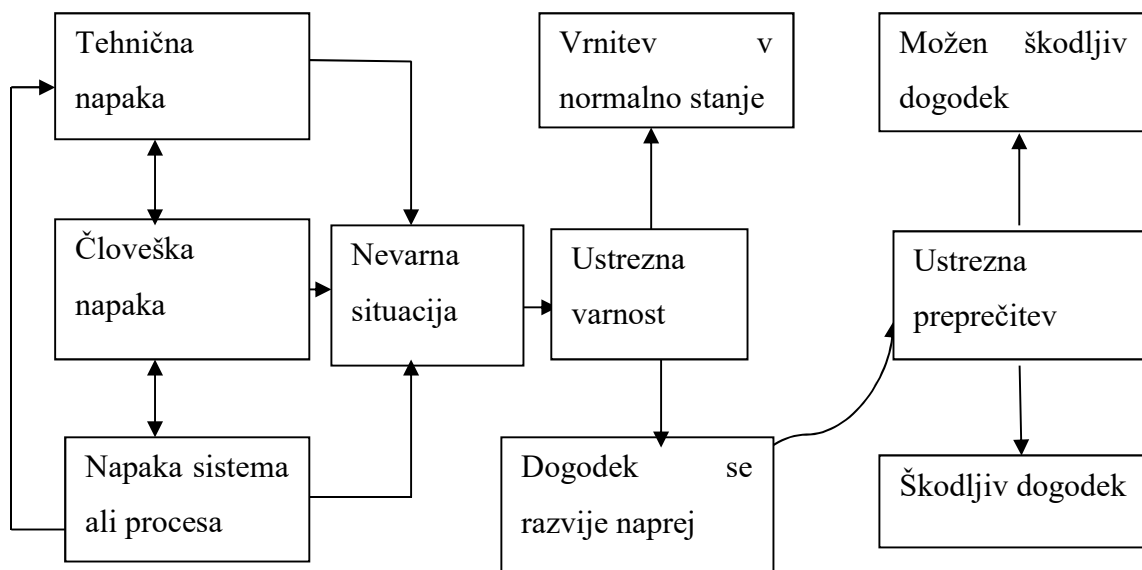 Tehnična
napaka
Človeška
napaka
Napaka sistema
ali procesa
Nevarna
situacija
Vrnitev v
normalno stanje
Ustrezna
varnost
Dogodek se
razvije naprej
Možen škodljiv
dogodek
Ustrezna
preprečitev
Škodljiv dogodek